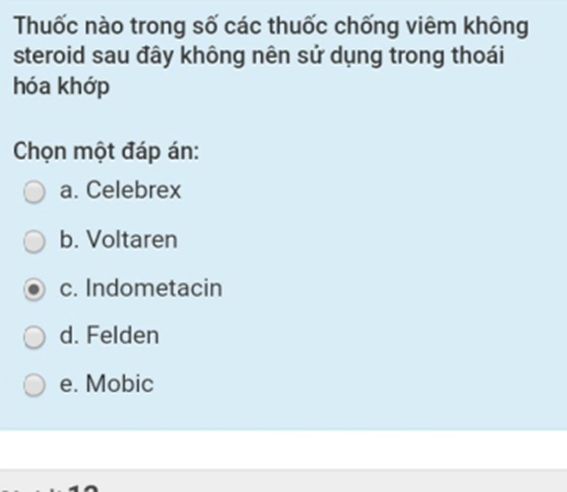 Thuốc nào trong số các thuốc chống viêm không
steroid sau đây không nên sử dụng trong thoái
hóa khớp
Chọn một đáp án:
a. Celebrex
b. Voltaren
c. Indometacin
d. Felden
e. Mobic